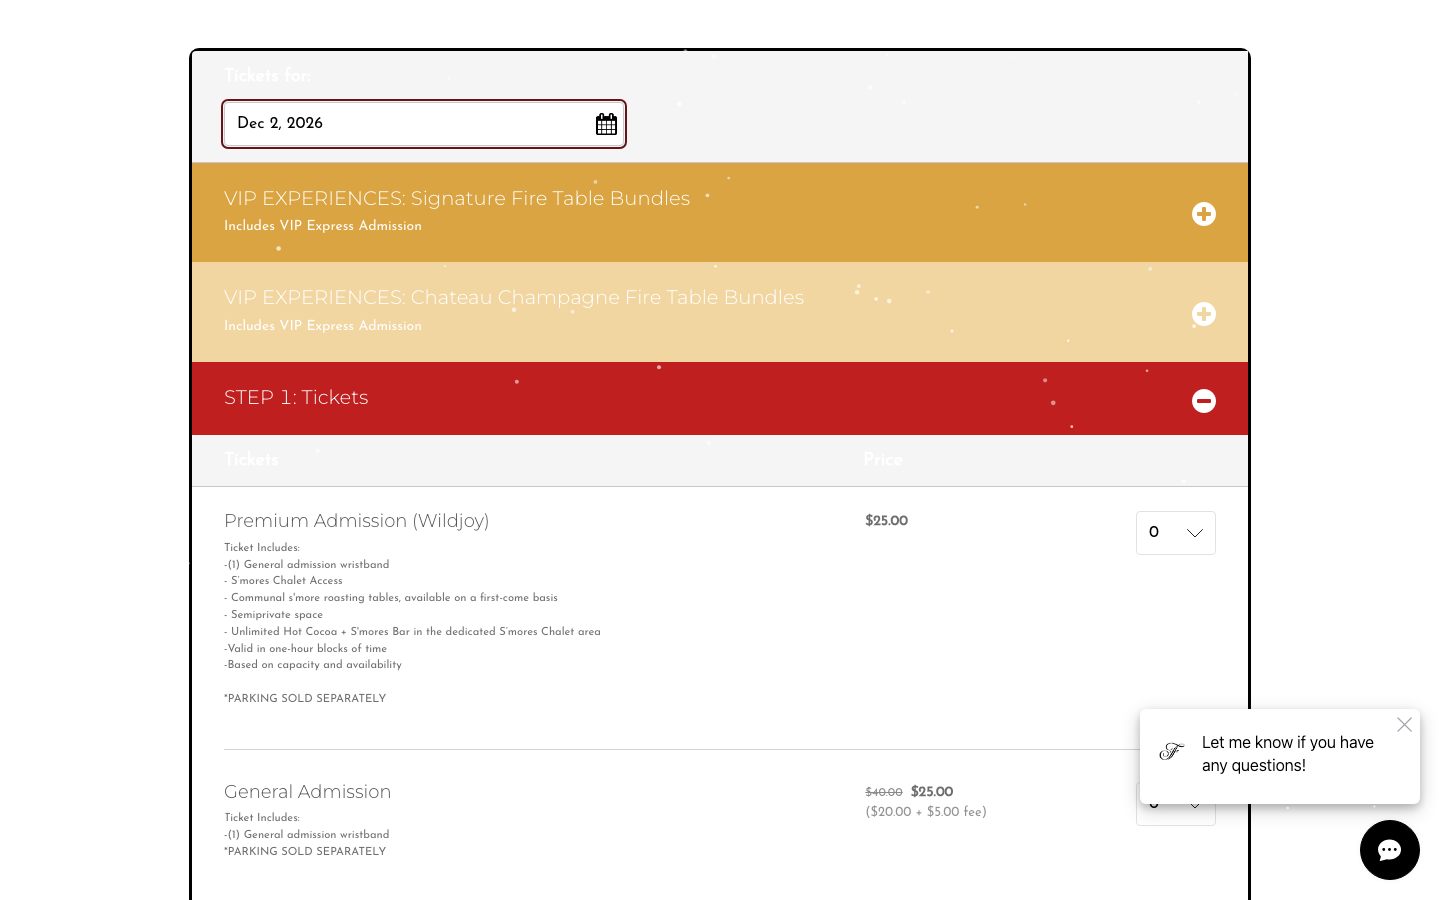 Tickets for:
Dec 2, 2026
VIP EXPERIENCES: Signature Fire Table Bundles
Includes VIP Express Admission
VIP EXPERIENCES: Chateau Champagne Fire Table Bundles
Includes VIP Express Admission
STEP 1: Tickets
Tickets Price
Premium Admission (Wildjoy) $25.00 0
Ticket Includes:
-(1) General admission wristband
- S'mores Chalet Access
- Communal s'more roasting tables, available on a first-come basis
- Semiprivate space
- Unlimited Hot Cocoa + S'mores Bar in the dedicated S'mores Chalet area
-Valid in one-hour blocks of time
-Based on capacity and availability
*PARKING SOLD SEPARATELY
Let me know if you have
any questions!
General Admission $40.00 $25.00
($20.00 + $5.00 fee)
Ticket Includes:
-(1) General admission wristband
*PARKING SOLD SEPARATELY